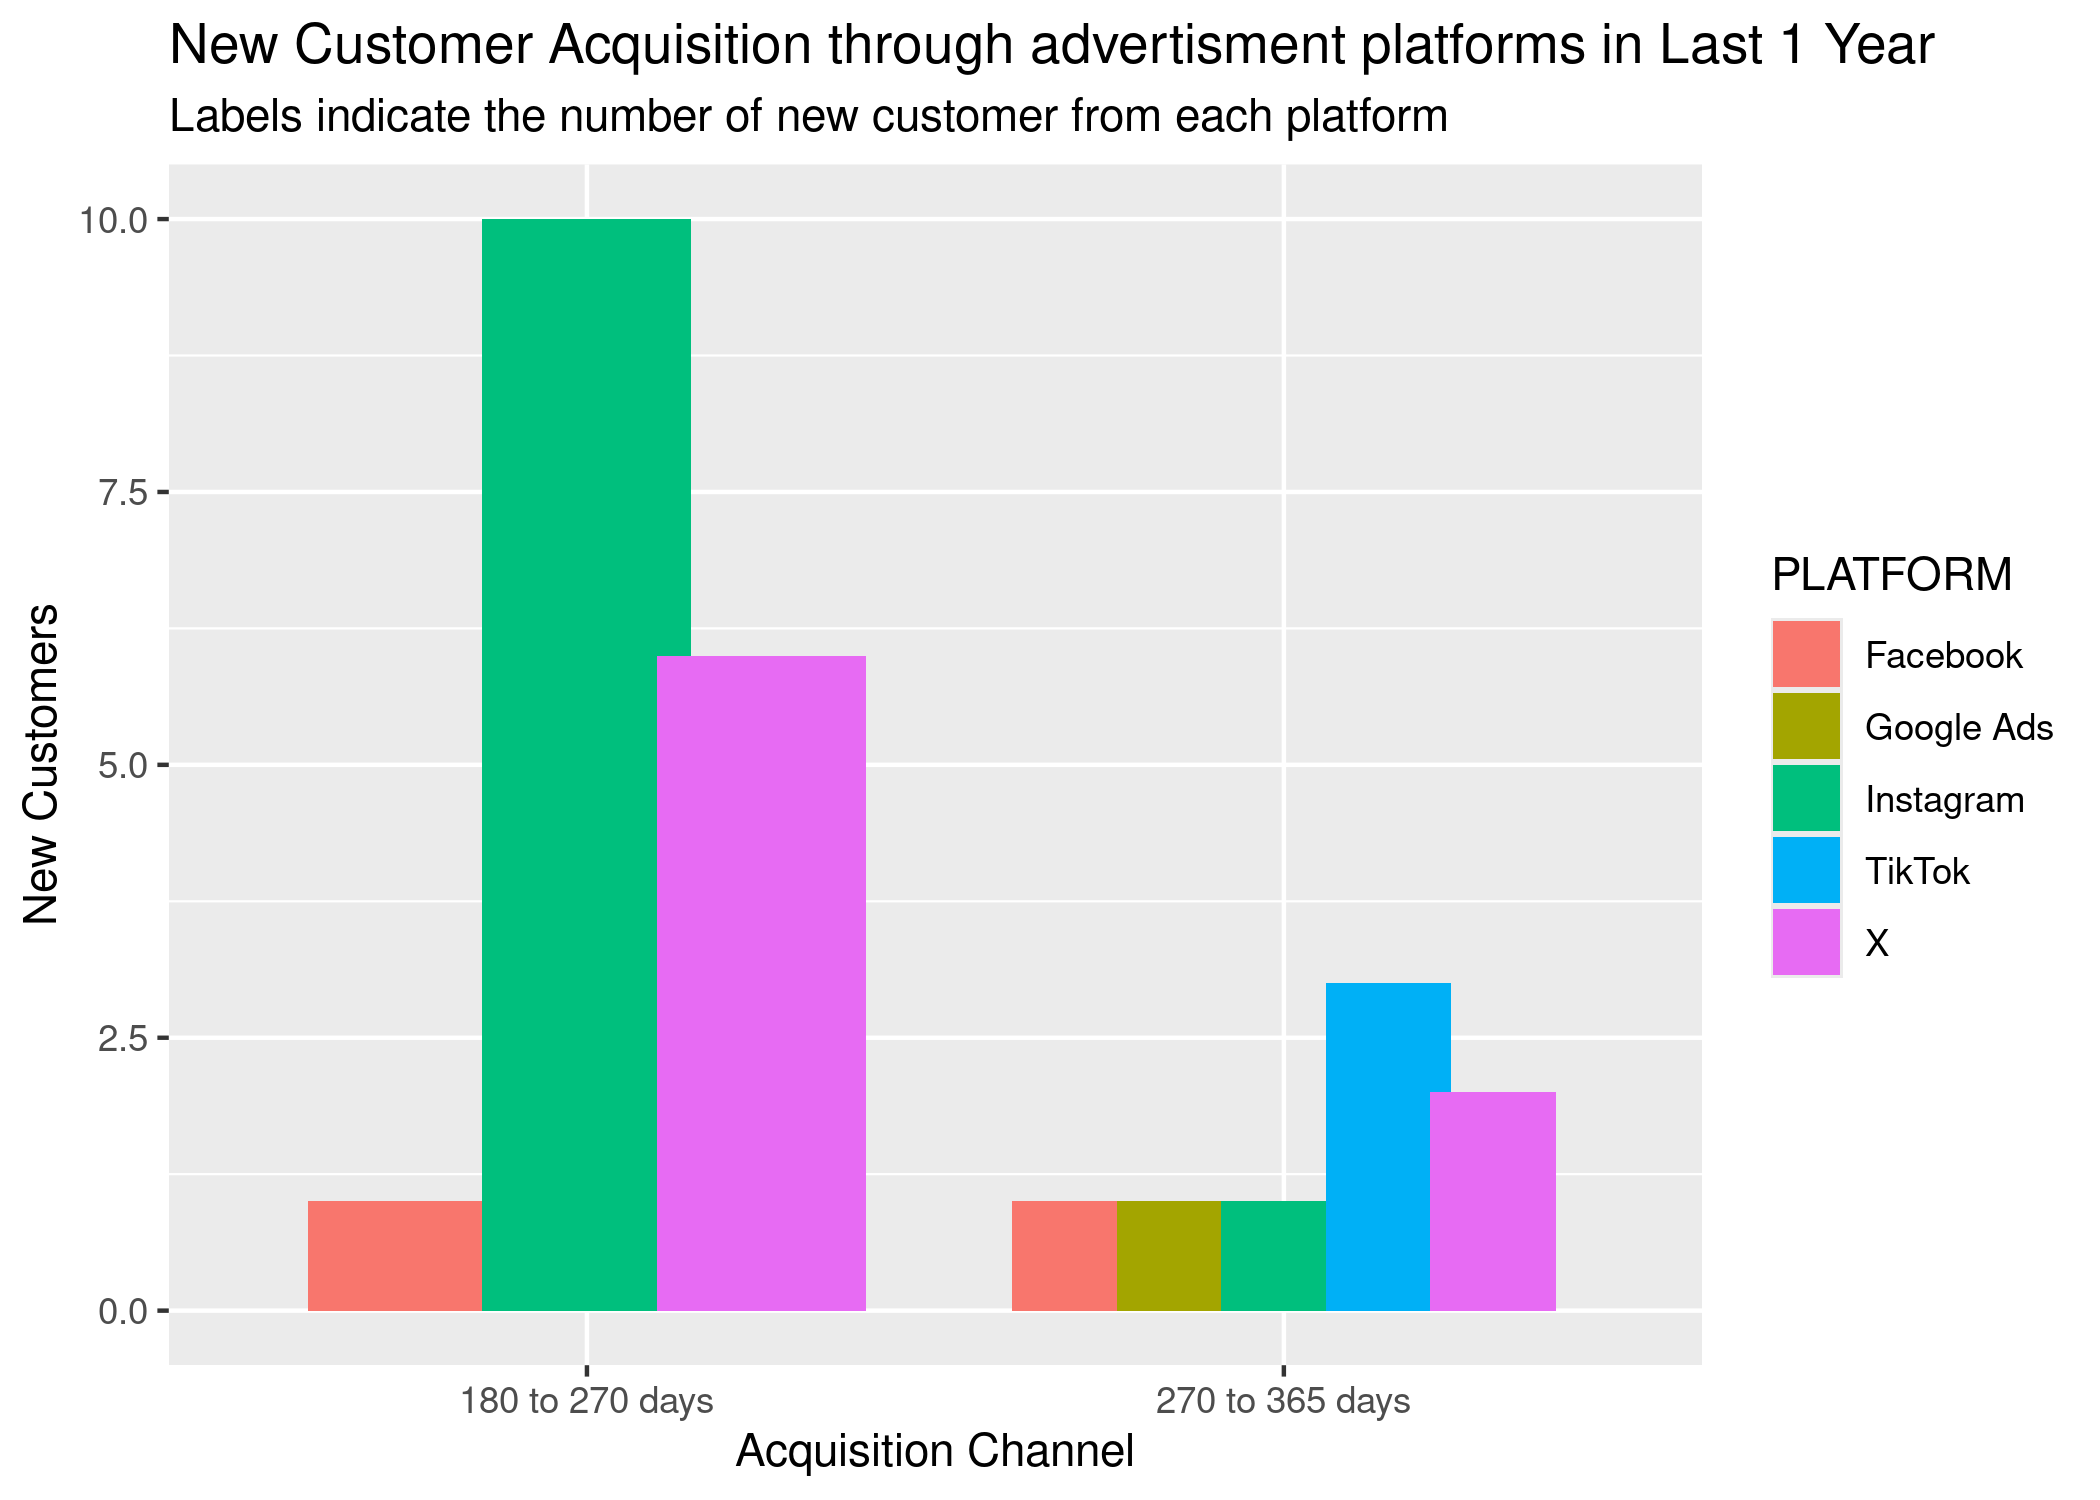 New Customer Acquisition through advertisment platforms in Last 1 Year
Labels indicate the number of new customer from each platform
New Customers
10.0
7.5
5.0
2.5
0.0
180 to 270 days
270 to 365 days
Acquisition Channel
PLATFORM
Facebook
Google Ads
Instagram
TikTok
X